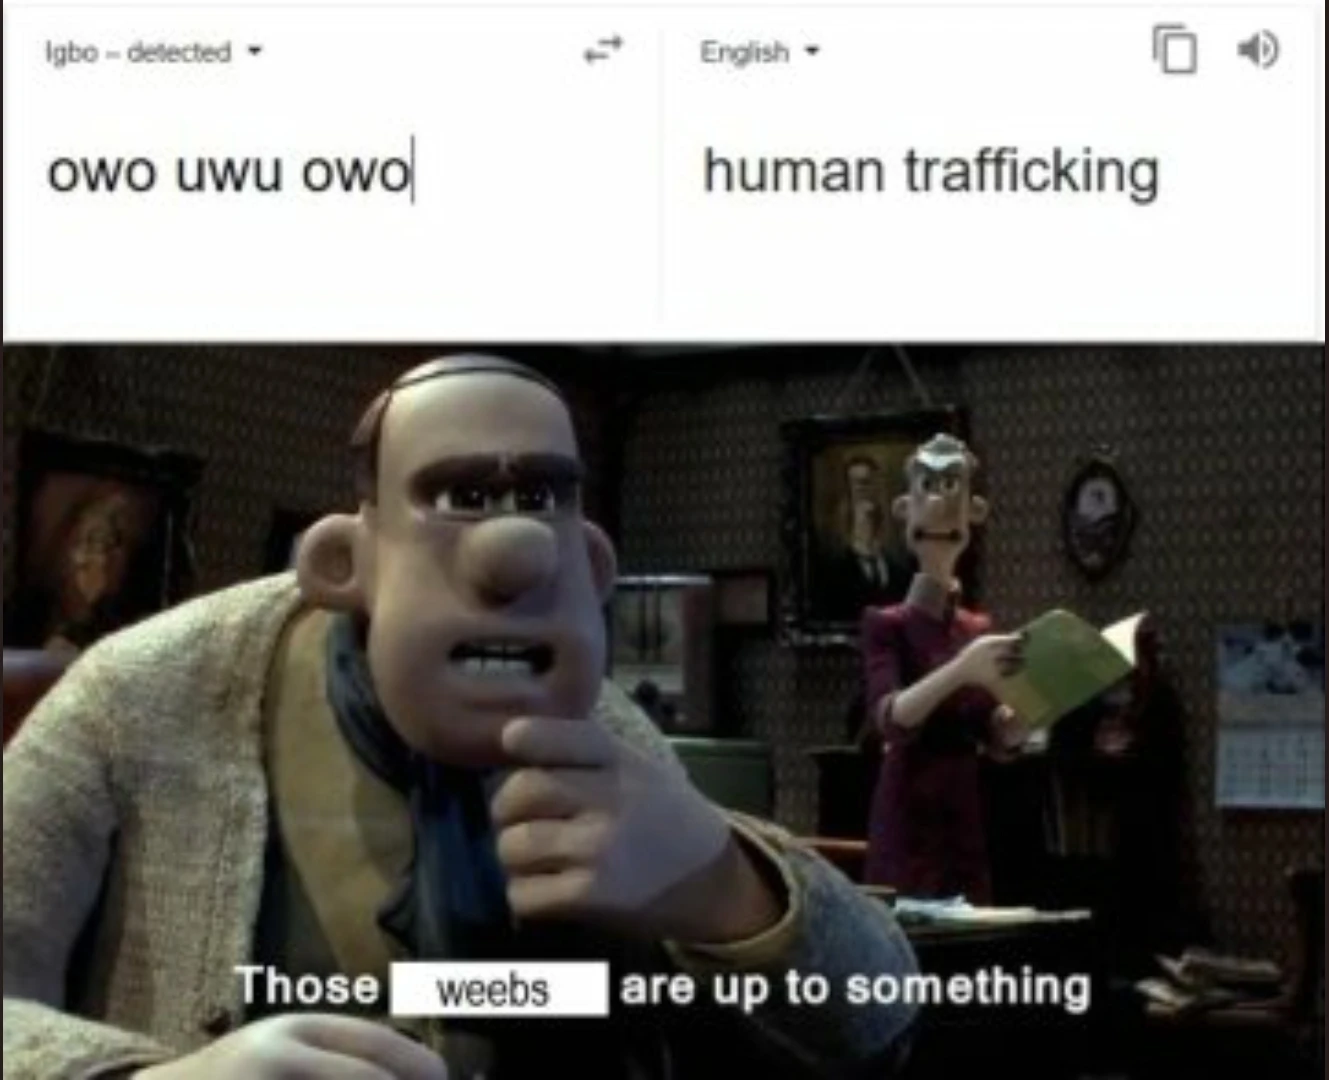 Igbo – detected
English
owo uwu owo
human trafficking
Those weebs are up to something